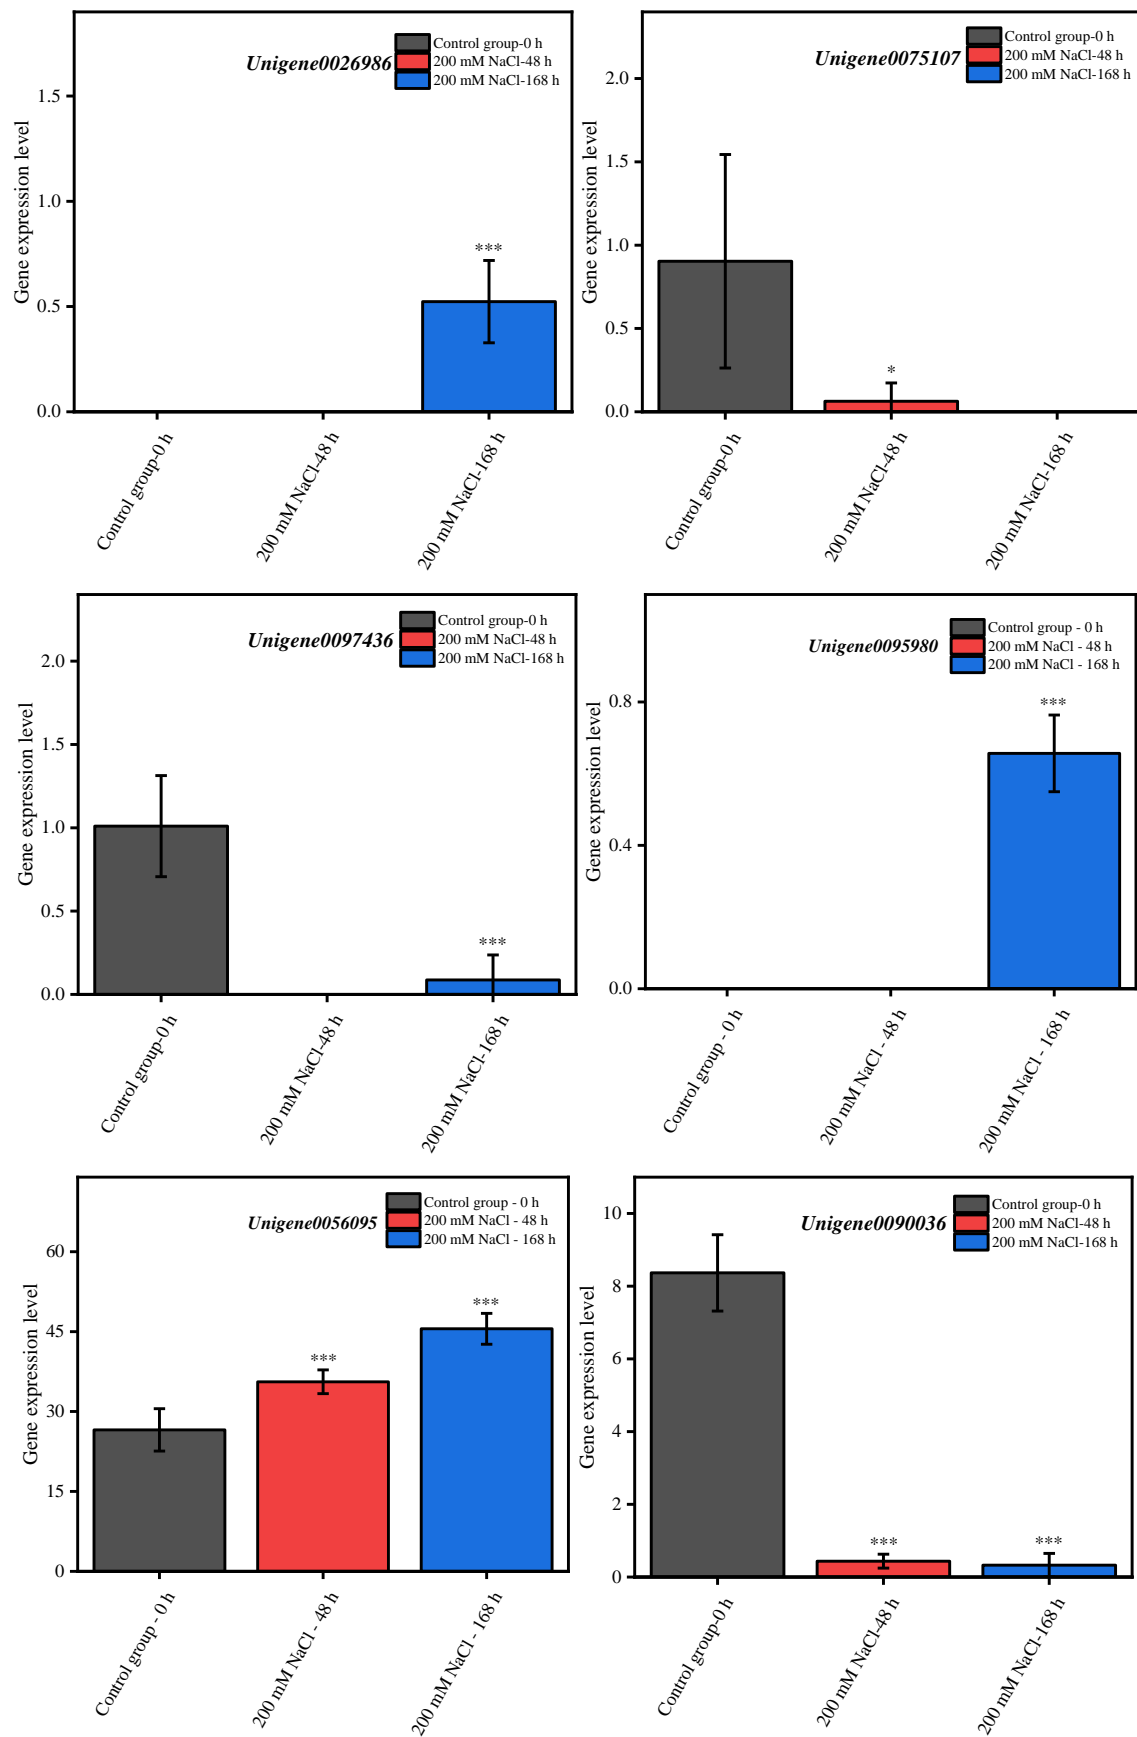 Unigene0026986
Control group-0 h
200 mM NaCl-48 h
200 mM NaCl-168 h
Gene expression level
1.5
1.0
0.5
0.0
***
Control group-0 h
200 mM NaCl-48 h
200 mM NaCl-168 h
Unigene0075107
Control group-0 h
200 mM NaCl-48 h
200 mM NaCl-168 h
Gene expression level
2.0
1.5
1.0
0.5
0.0
*
Control group-0 h
200 mM NaCl-48 h
200 mM NaCl-168 h
Unigene0097436
Control group-0 h
200 mM NaCl-48 h
200 mM NaCl-168 h
Gene expression level
2.0
1.5
1.0
0.5
0.0
***
Control group-0 h
200 mM NaCl-48 h
200 mM NaCl-168 h
Unigene0095980
Control group - 0 h
200 mM NaCl - 48 h
200 mM NaCl - 168 h
Gene expression level
0.8
0.4
0.0
***
Control group - 0 h
200 mM NaCl - 48 h
200 mM NaCl - 168 h
Unigene0056095
Control group - 0 h
200 mM NaCl - 48 h
200 mM NaCl - 168 h
Gene expression level
60
45
30
15
0
***
***
Control group - 0 h
200 mM NaCl - 48 h
200 mM NaCl - 168 h
Unigene0090036
Control group-0 h
200 mM NaCl-48 h
200 mM NaCl-168 h
Gene expression level
10
8
6
4
2
0
***
***
Control group-0 h
200 mM NaCl-48 h
200 mM NaCl-168 h